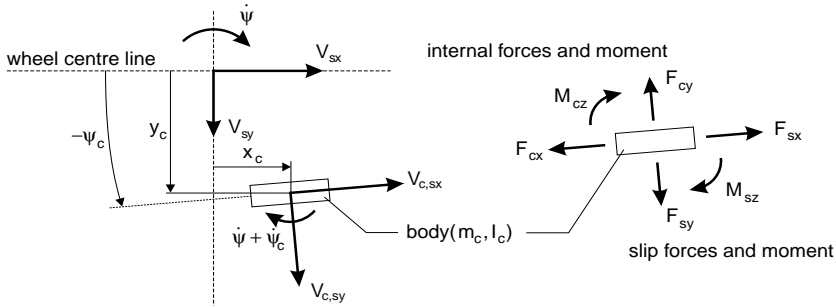 ψ̇
V_sx
wheel centre line
V_sy
y_c
x_c
−ψ_c
V_c,sx
ψ̇ + ψ̇_c
V_c,sy
body(m_c, I_c)
internal forces and moment
M_cz
F_cy
F_cx
F_sx
M_sz
F_sy
slip forces and moment